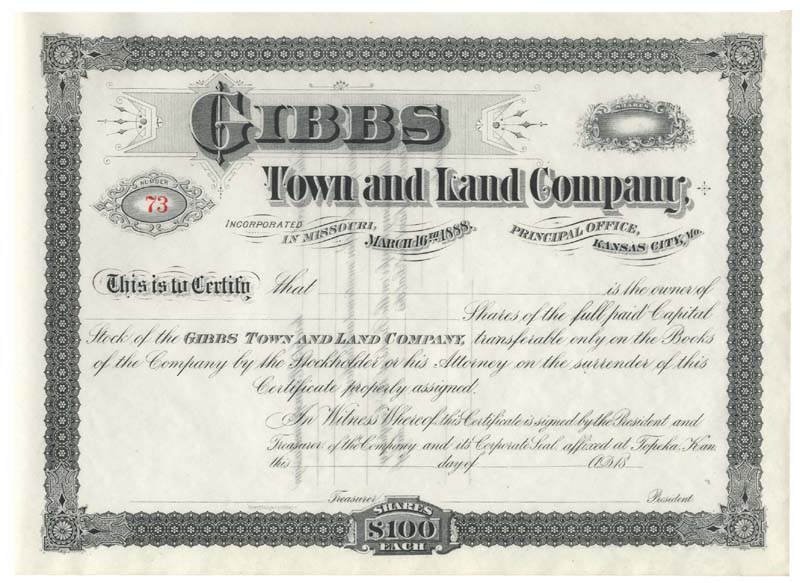 GIBBS
SHARES
Town and Land Company,
NUMBER
73
INCORPORATED
IN MISSOURI,
MARCH 16TH 1888.
PRINCIPAL OFFICE,
KANSAS CITY, Mo.
This is to Certify that is the owner of
Shares of the full paid Capital
Stock of the GIBBS TOWN AND LAND COMPANY, transferable only on the Books
of the Company by the Stockholder or his Attorney on the surrender of this
Certificate properly assigned.
In Witness Whereof, this Certificate is signed by the President and
Treasurer of the Company and its Corporate Seal affixed at Topeka, Kan.
this day of A.D. 18
Treasurer President
SHARES
$100
EACH